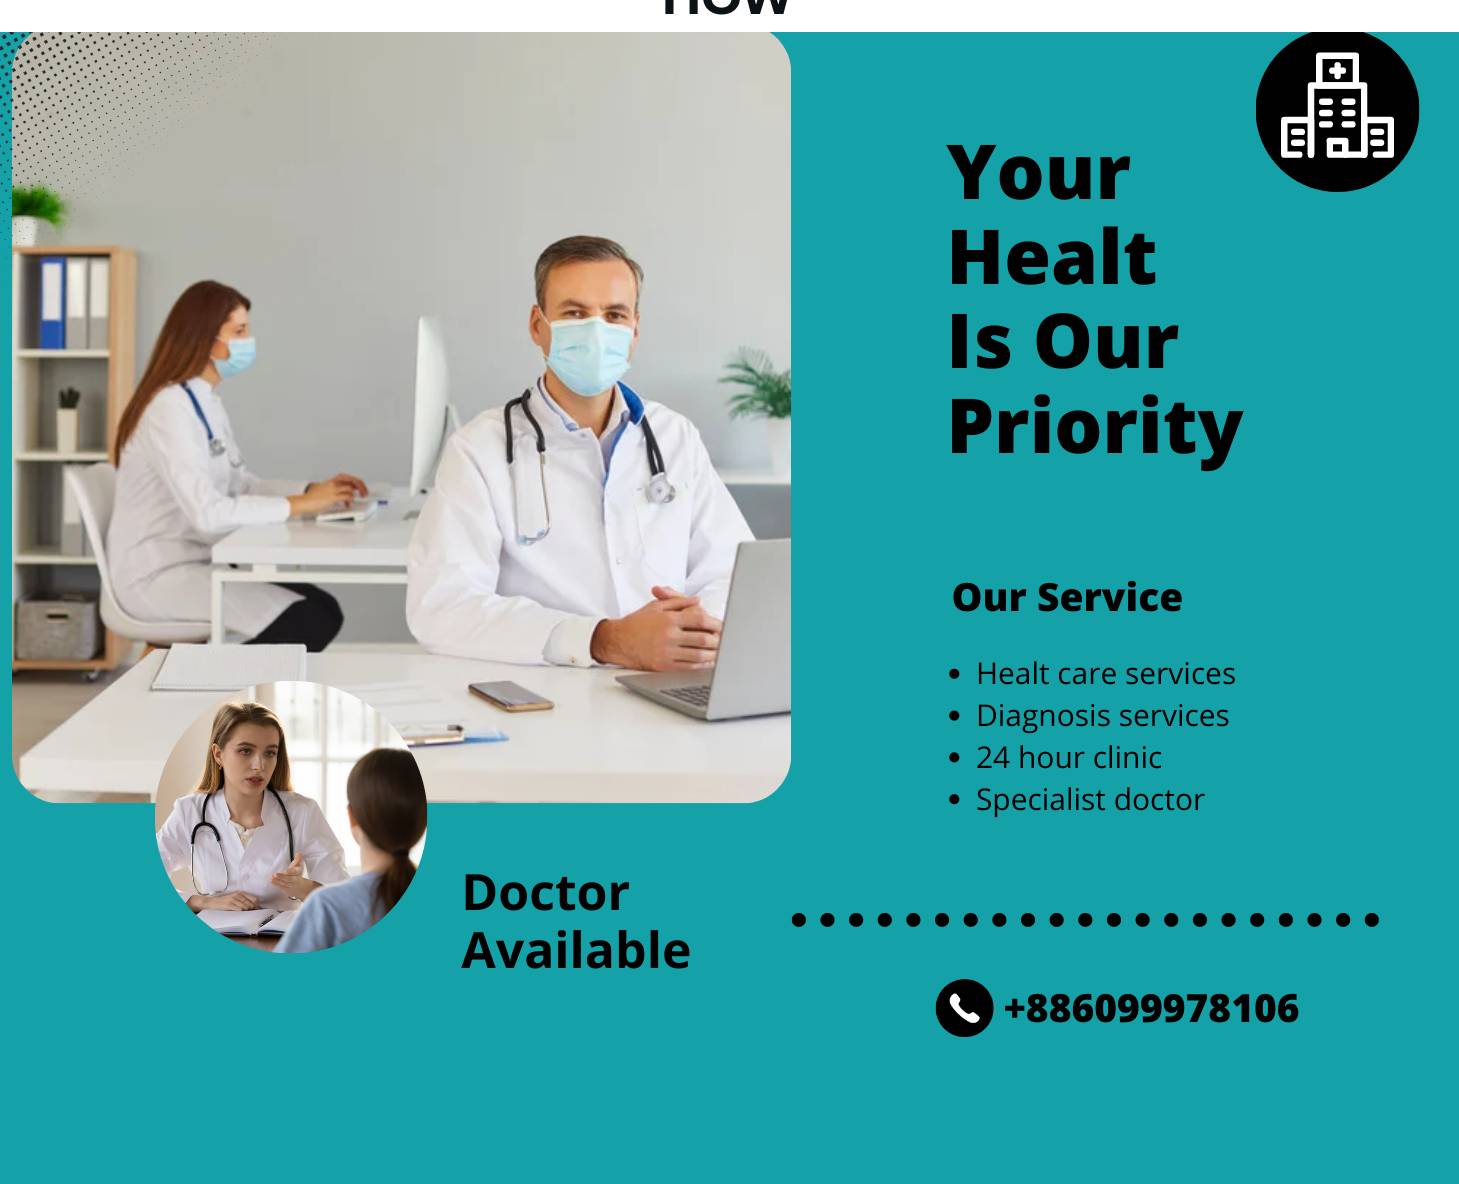 Your
Healt
Is Our
Priority
Our Service
• Healt care services
• Diagnosis services
• 24 hour clinic
• Specialist doctor
Doctor
Available
+886099978106